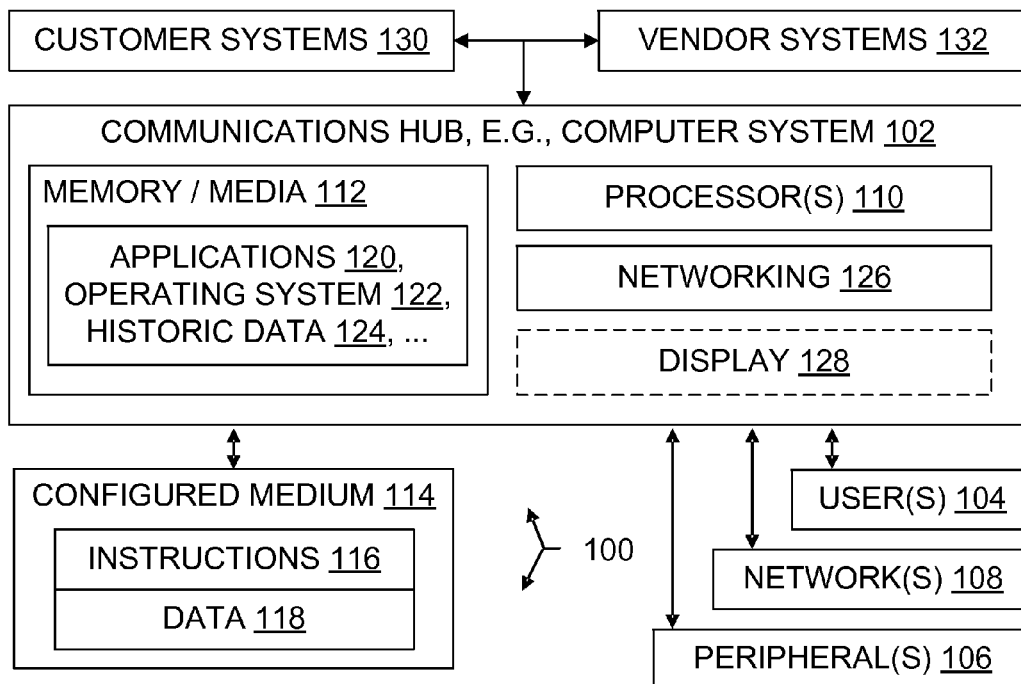 CUSTOMER SYSTEMS 130
VENDOR SYSTEMS 132
COMMUNICATIONS HUB, E.G., COMPUTER SYSTEM 102
MEMORY / MEDIA 112
APPLICATIONS 120,
OPERATING SYSTEM 122,
HISTORIC DATA 124, ...
PROCESSOR(S) 110
NETWORKING 126
DISPLAY 128
CONFIGURED MEDIUM 114
INSTRUCTIONS 116
DATA 118
100
USER(S) 104
NETWORK(S) 108
PERIPHERAL(S) 106